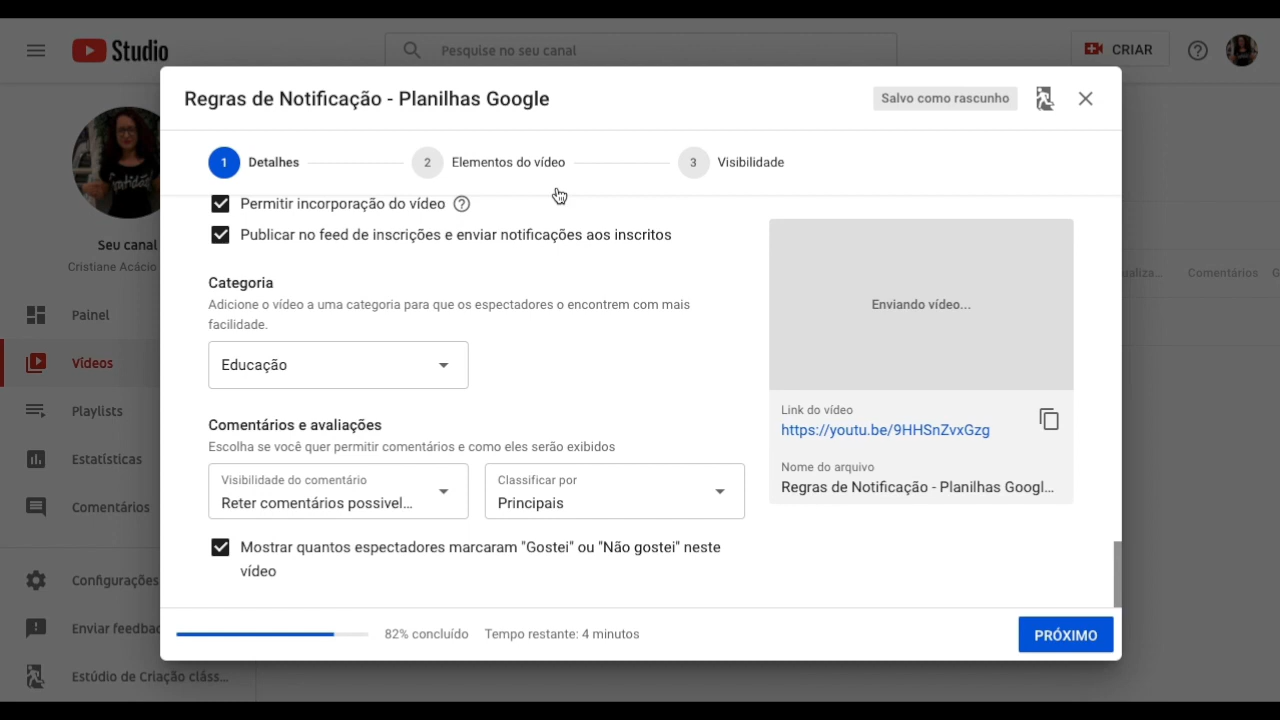 Studio
Pesquise no seu canal
CRIAR
Regras de Notificação - Planilhas Google
Salvo como rascunho
1 Detalhes
2 Elementos do vídeo
3 Visibilidade
Seu canal
Cristiane Acácio
Painel
Vídeos
Playlists
Estatísticas
Comentários
Configurações
Enviar feedbac
Estúdio de Criação cláss...
Permitir incorporação do vídeo
Publicar no feed de inscrições e enviar notificações aos inscritos
Categoria
Adicione o vídeo a uma categoria para que os espectadores o encontrem com mais
facilidade.
Educação
Comentários e avaliações
Escolha se você quer permitir comentários e como eles serão exibidos
Visibilidade do comentário
Reter comentários possivel...
Classificar por
Principais
Mostrar quantos espectadores marcaram "Gostei" ou "Não gostei" neste
vídeo
Enviando vídeo...
Link do vídeo
https://youtu.be/9HHSnZvxGzg
Nome do arquivo
Regras de Notificação - Planilhas Googl...
ualiza...
Comentários
G
82% concluído
Tempo restante: 4 minutos
PRÓXIMO